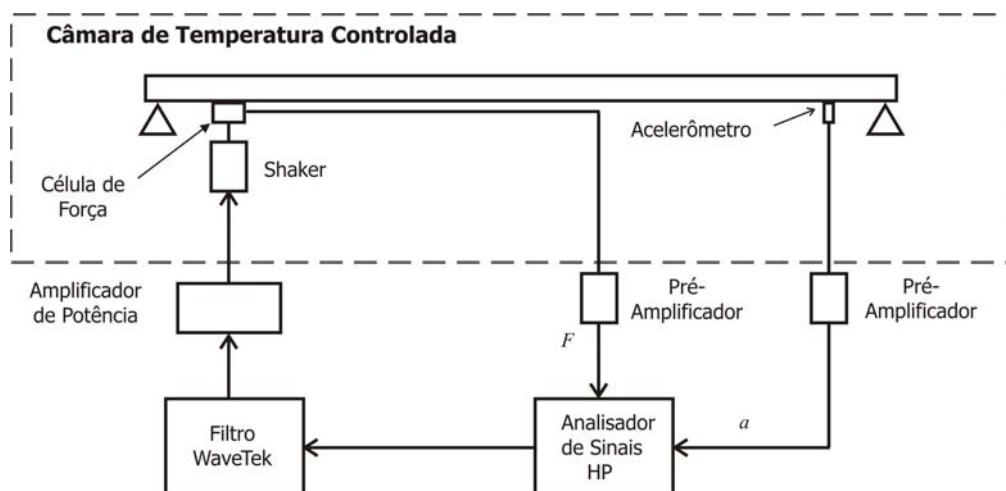 Câmara de Temperatura Controlada
Acelerômetro
Shaker
Célula de
Força
Amplificador
de Potência
Pré-
Amplificador
Pré-
Amplificador
F
a
Filtro
WaveTek
Analisador
de Sinais
HP